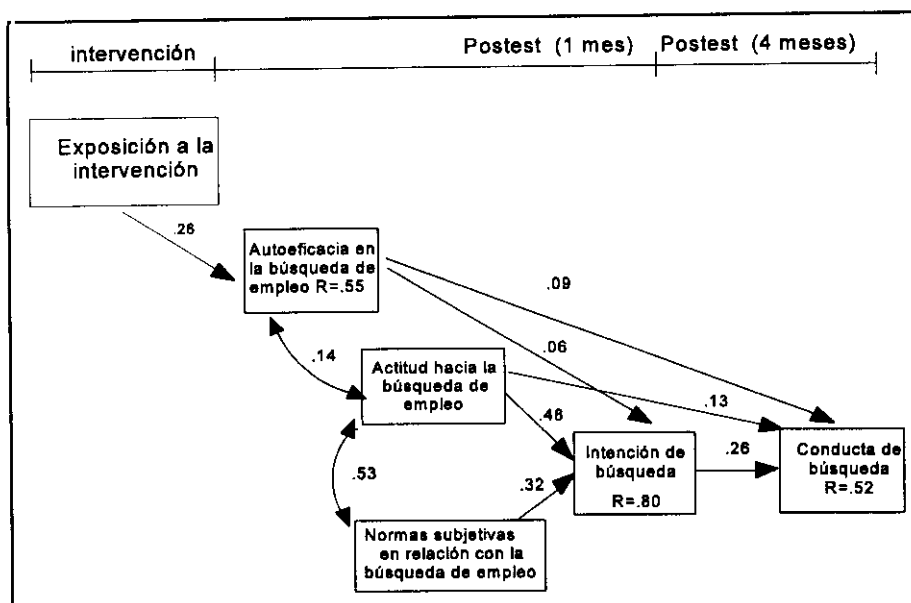 intervención
Postest (1 mes)
Postest (4 meses)
Exposición a la
intervención
.26
Autoeficacia en
la búsqueda de
empleo R=.55
.09
.06
.14
Actitud hacia la
búsqueda de
empleo
.13
.46
Intención de
búsqueda
R=.80
.26
Conducta de
búsqueda
R=.52
.53
.32
Normas subjetivas
en relación con la
búsqueda de empleo